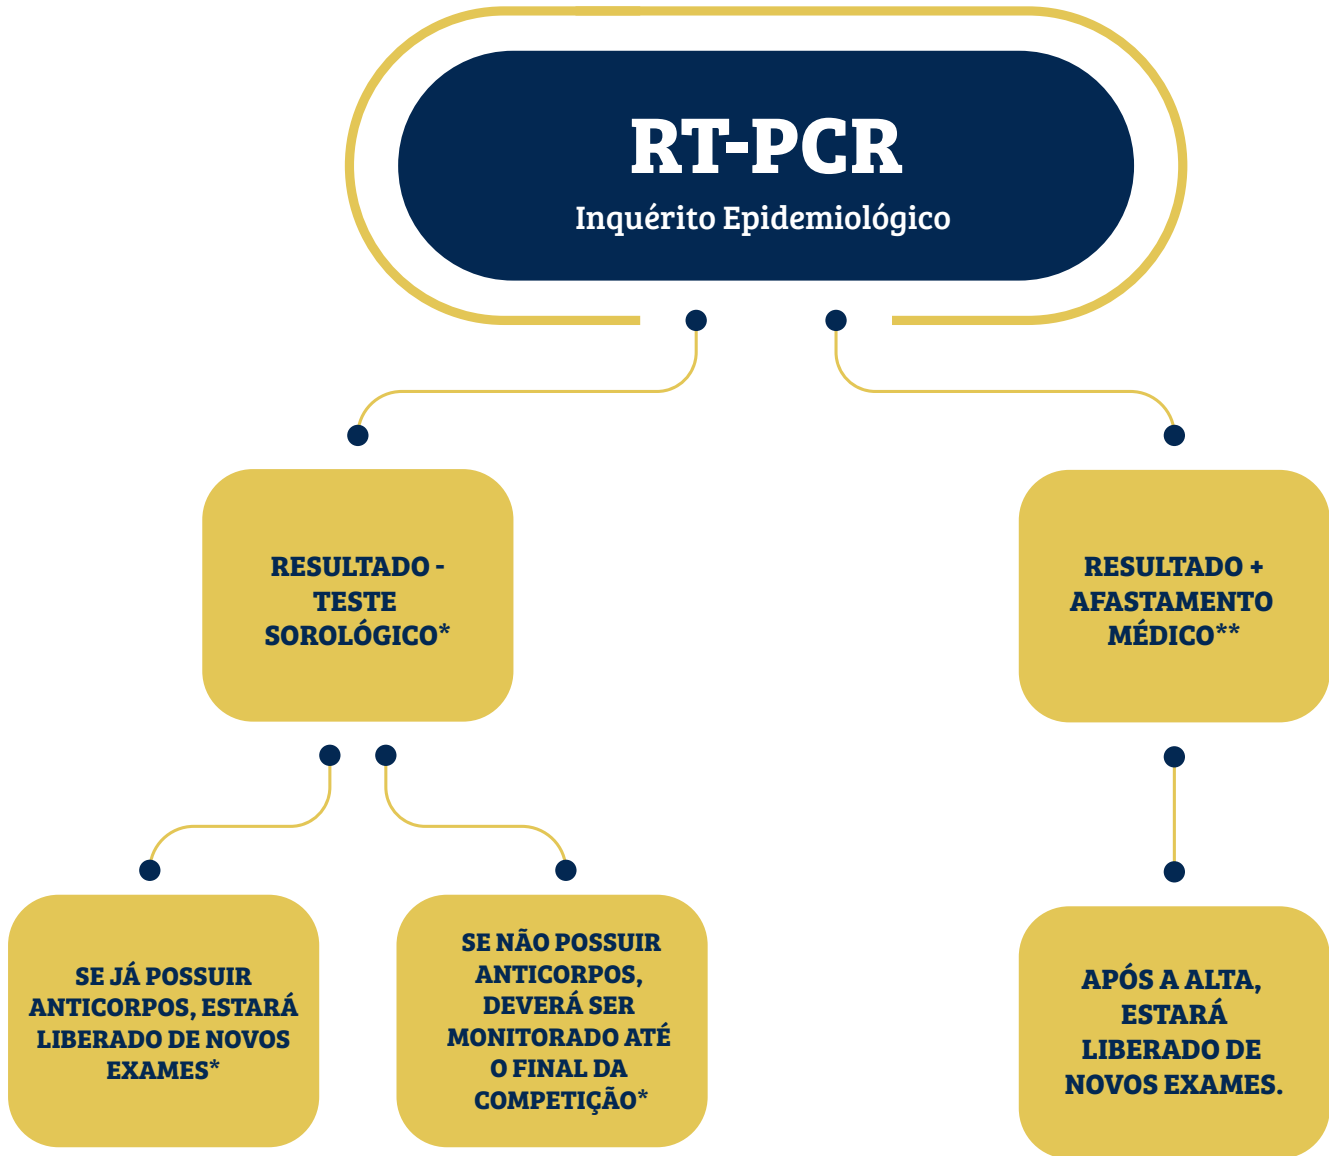 RT-PCR
Inquérito Epidemiológico
RESULTADO -
TESTE
SOROLÓGICO*
RESULTADO +
AFASTAMENTO
MÉDICO**
SE JÁ POSSUIR
ANTICORPOS, ESTARÁ
LIBERADO DE NOVOS
EXAMES*
SE NÃO POSSUIR
ANTICORPOS,
DEVERÁ SER
MONITORADO ATÉ
O FINAL DA
COMPETIÇÃO*
APÓS A ALTA,
ESTARÁ
LIBERADO DE
NOVOS EXAMES.